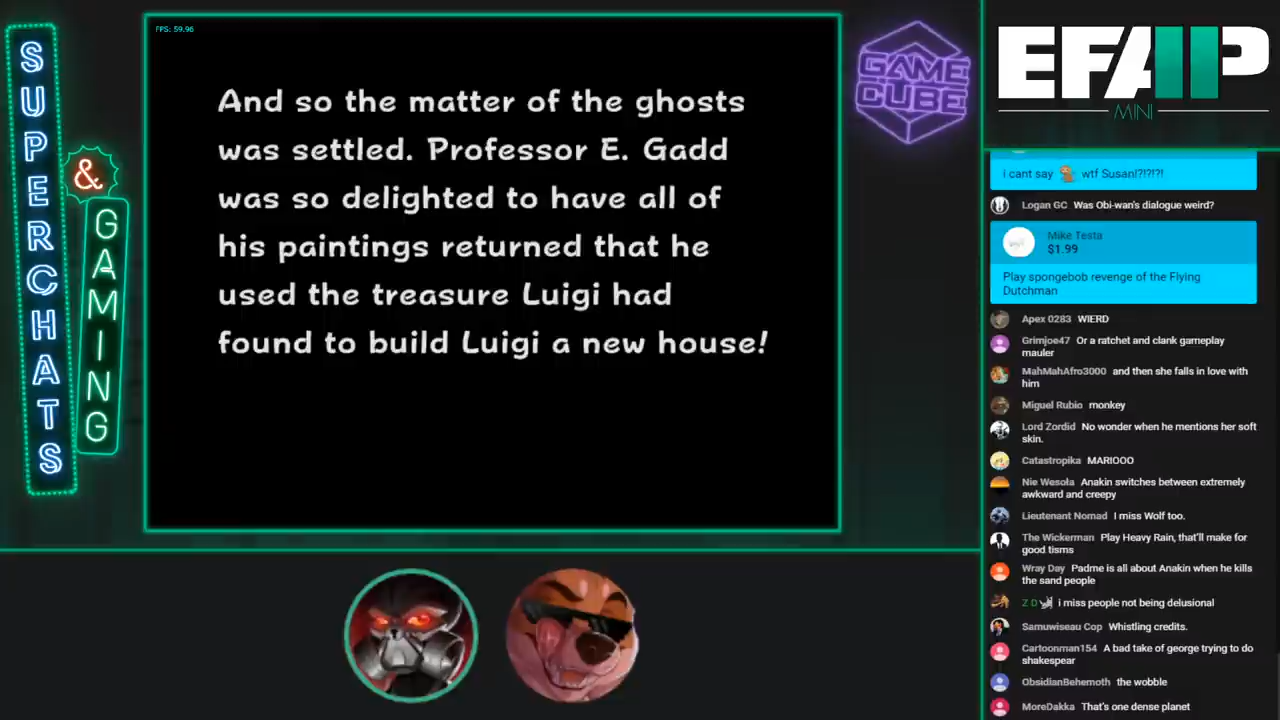 SUPERCHATS
&
GAMING
FPS: 59.96
And so the matter of the ghosts
was settled. Professor E. Gadd
was so delighted to have all of
his paintings returned that he
used the treasure Luigi had
found to build Luigi a new house!
GAME
CUBE
EFAP
MINI
i cant say wtf Susan!?!?!?!
Logan GC Was Obi-wan's dialogue weird?
Mike Testa
$1.99
Play spongebob revenge of the Flying
Dutchman
Apex 0283 WIERD
Grimjoe47 Or a ratchet and clank gameplay
mauler
MahMahAfro3000 and then she falls in love with
him
Miguel Rubio monkey
Lord Zordid No wonder when he mentions her soft
skin.
Catastropika MARIOOO
Nie Wesoła Anakin switches between extremely
awkward and creepy
Lieutenant Nomad I miss Wolf too.
The Wickerman Play Heavy Rain, that'll make for
good tisms
Wray Day Padme is all about Anakin when he kills
the sand people
Z D i miss people not being delusional
Samuwiseau Cop Whistling credits.
Cartoonman154 A bad take of george trying to do
shakespear
ObsidianBehemoth the wobble
MoreDakka That's one dense planet